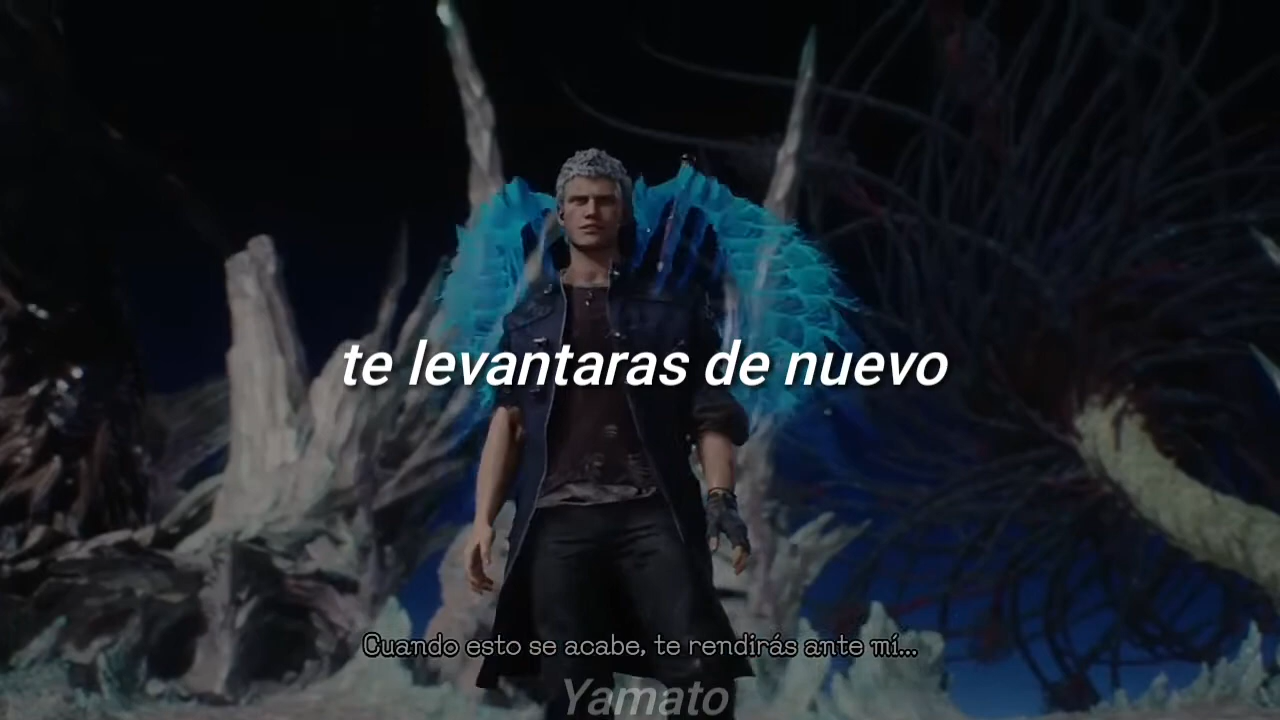 te levantaras de nuevo
Cuando esto se acabe, te rendirás ante mí...
Yamato